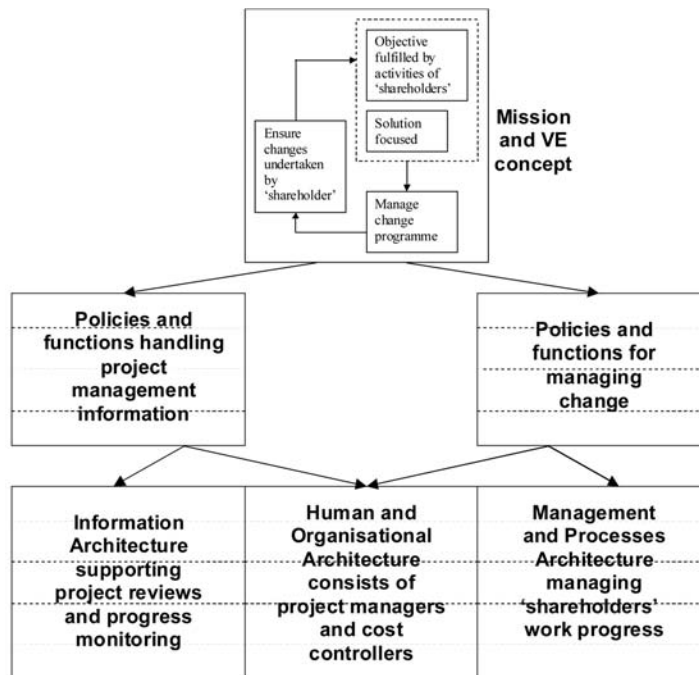 Objective
fulfilled by
activities of
‘shareholders’
Solution
focused
Ensure
changes
undertaken
by
‘shareholder’
Manage
change
programme
Mission
and VE
concept
Policies and
functions handling
project
management
information
Policies and
functions for
managing
change
Information
Architecture
supporting
project reviews
and progress
monitoring
Human and
Organisational
Architecture
consists of
project managers
and cost
controllers
Management
and Processes
Architecture
managing
‘shareholders’
work progress